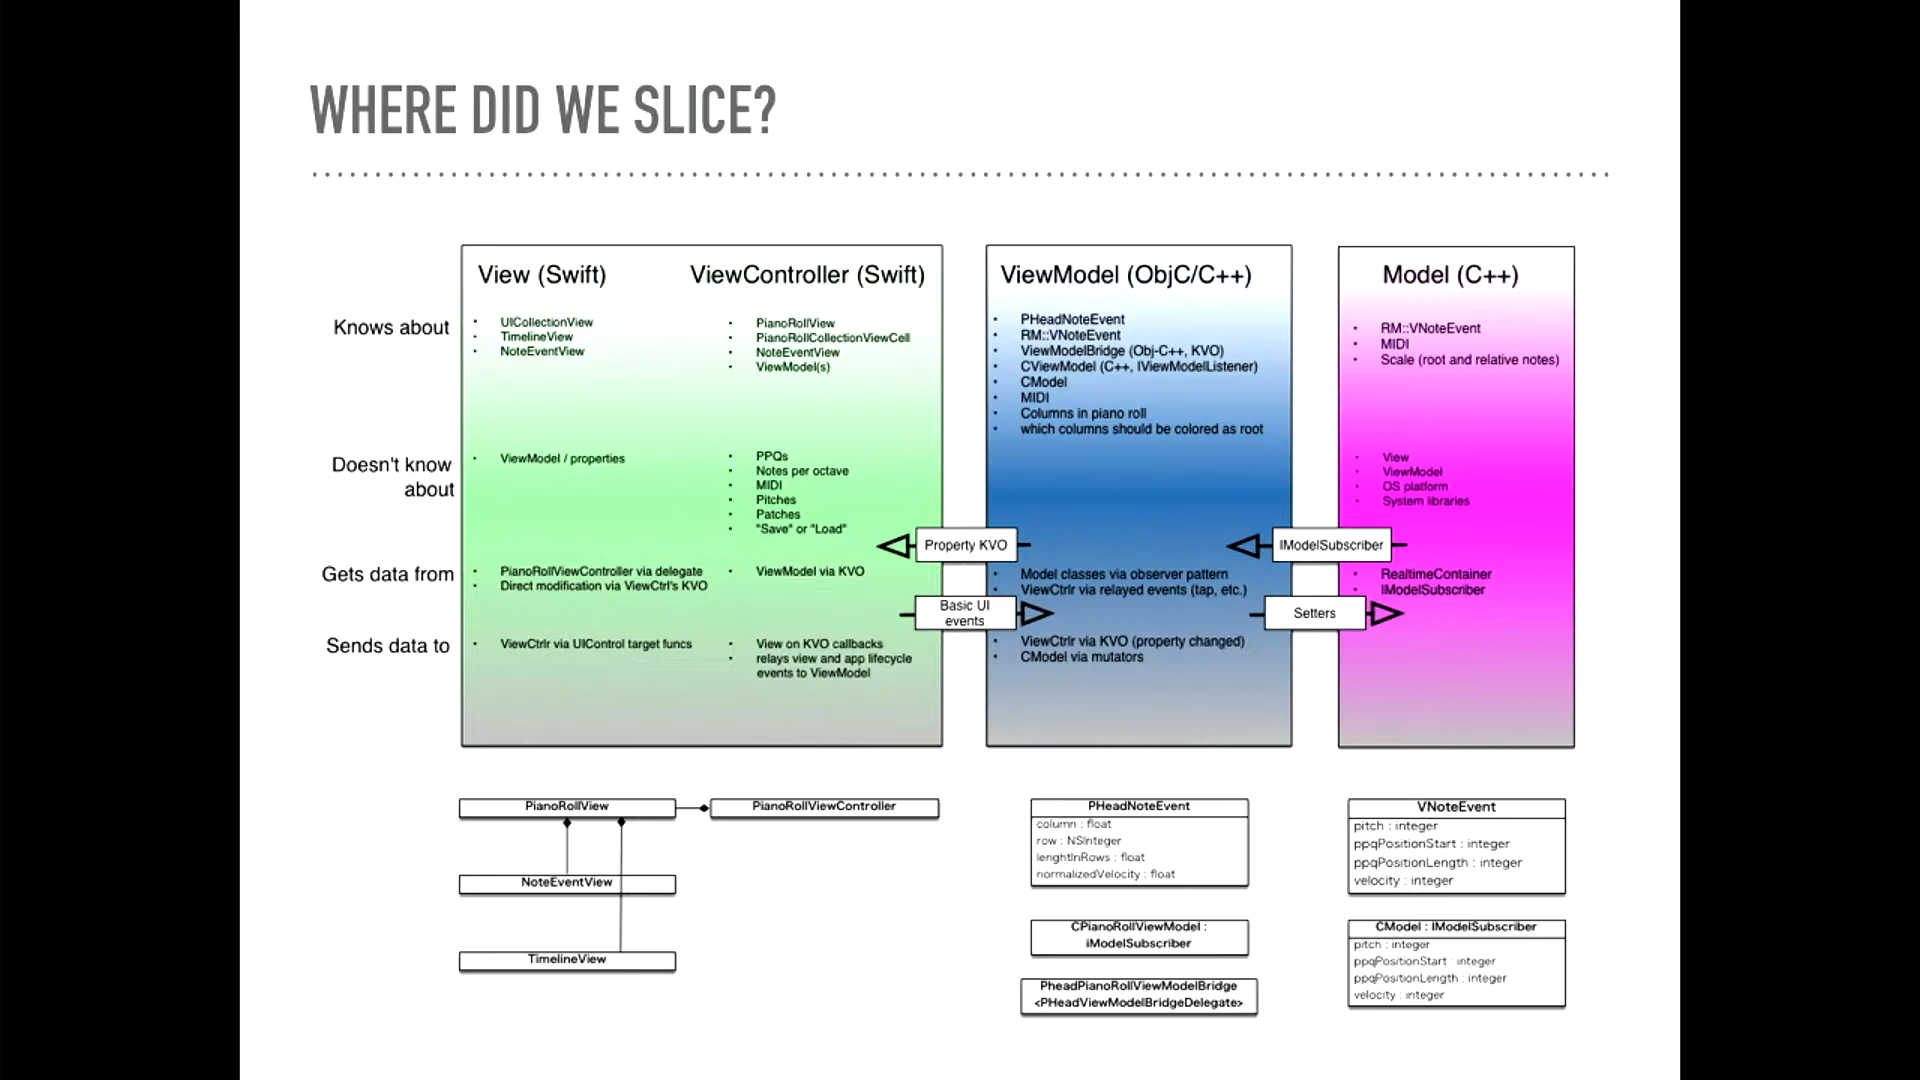 WHERE DID WE SLICE?
View (Swift)
ViewController (Swift)
ViewModel (ObjC/C++)
Model (C++)
Knows about
UICollectionView
TimelineView
NoteEventView
PianoRollView
PianoRollCollectionViewCell
NoteEventView
ViewModel(s)
PHeadNoteEvent
RM::VNoteEvent
ViewModelBridge (Obj-C++, KVO)
CViewModel (C++, IViewModelListener)
CModel
MIDI
Columns in piano roll
which columns should be colored as root
RM::VNoteEvent
MIDI
Scale (root and relative notes)
Doesn't know
about
ViewModel / properties
PPQs
Notes per octave
MIDI
Pitches
Patches
"Save" or "Load"
View
ViewModel
OS platform
System libraries
Property KVO
IModelSubscriber
Gets data from
PianoRollViewController via delegate
Direct modification via ViewCtrl's KVO
ViewModel via KVO
Model classes via observer pattern
ViewCtrlr via relayed events (tap, etc.)
RealtimeContainer
IModelSubscriber
Basic UI
events
Setters
Sends data to
ViewCtrlr via UIControl target funcs
View on KVO callbacks
relays view and app lifecycle
events to ViewModel
ViewCtrlr via KVO (property changed)
CModel via mutators
PianoRollView
PianoRollViewController
NoteEventView
TimelineView
PHeadNoteEvent
column : float
row : NSInteger
lenghtInRows : float
normalizedVelocity : float
CPianoRollViewModel :
iModelSubscriber
PheadPianoRollViewModelBridge
<PHeadViewModelBridgeDelegate>
VNoteEvent
pitch : integer
ppqPositionStart : integer
ppqPositionLength : integer
velocity : integer
CModel : IModelSubscriber
pitch : integer
ppqPositionStart : integer
ppqPositionLength : integer
velocity : integer